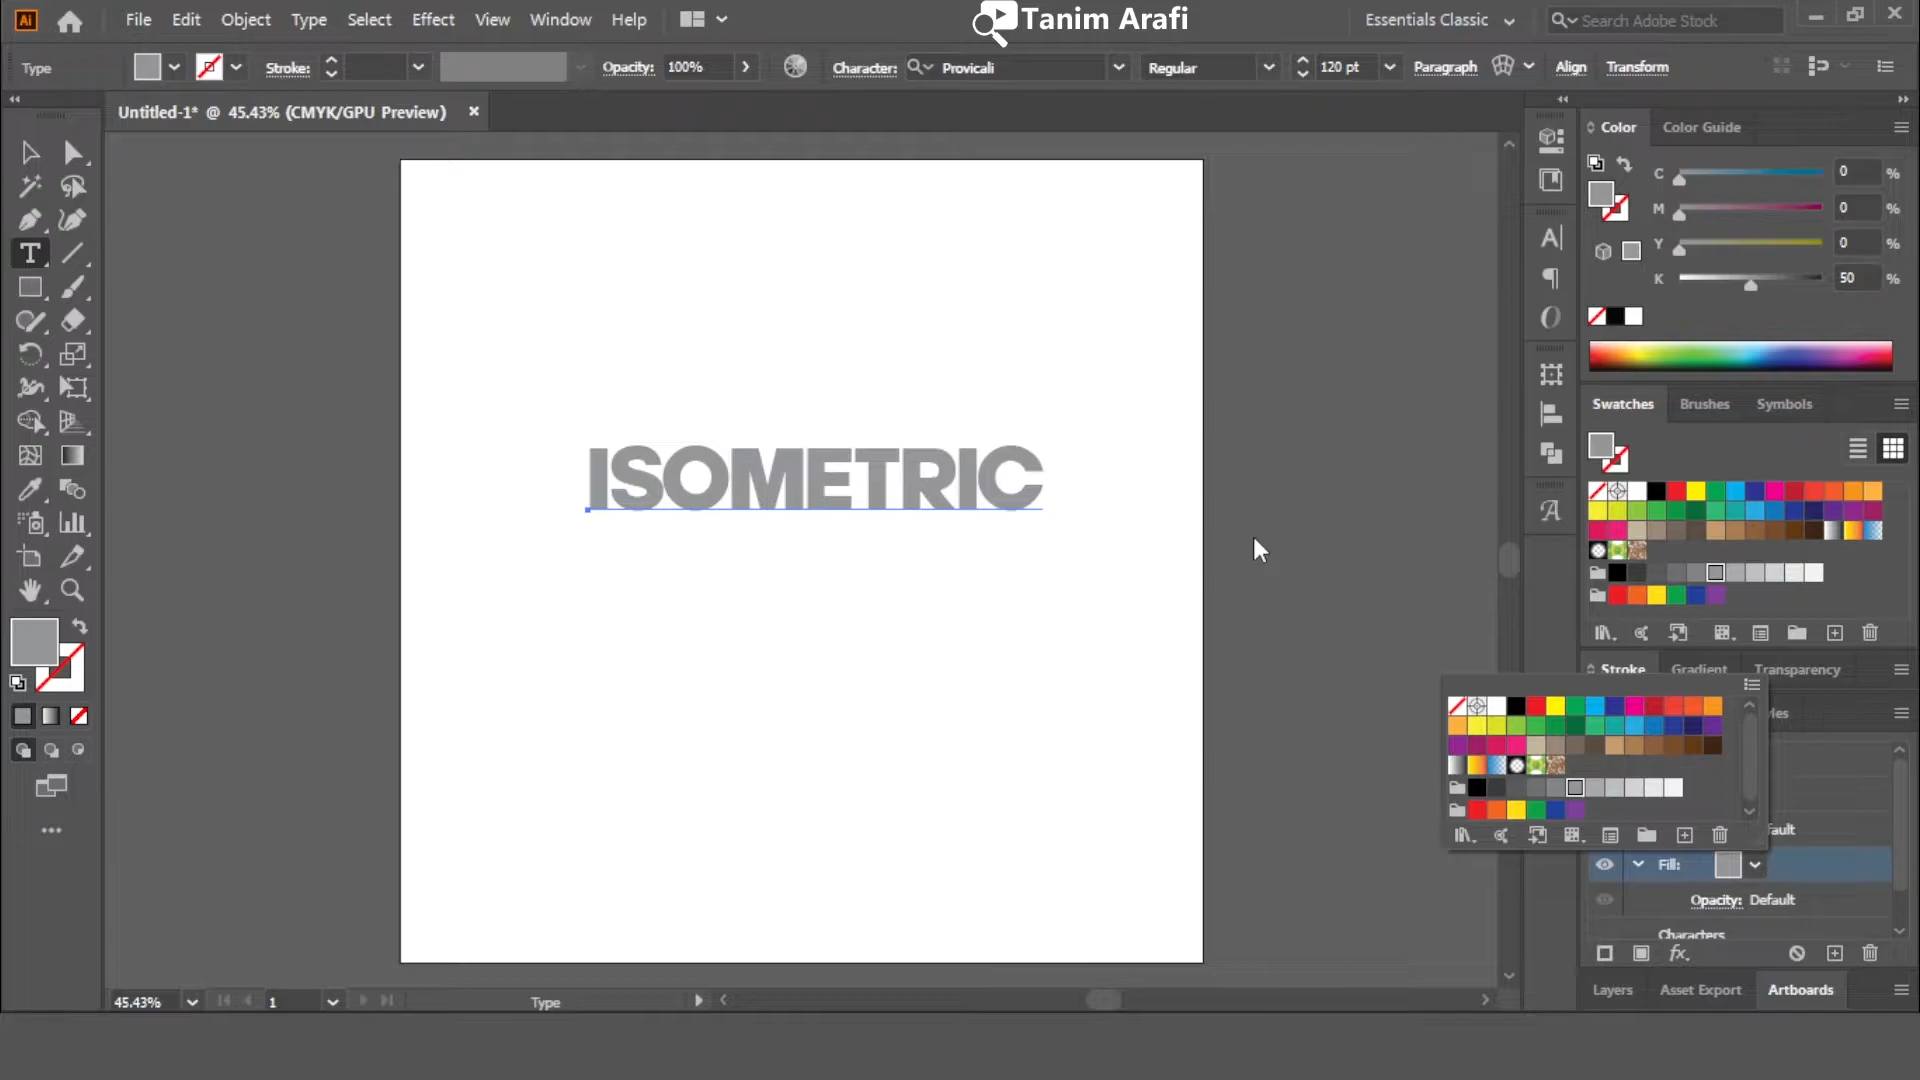 Ai File Edit Object Type Select Effect View Window Help Tanim Arafi Essentials Classic Search Adobe Stock
Type Stroke: Opacity: 100% Character: Provicali Regular 120 pt Paragraph Align Transform
Untitled-1* @ 45.43% (CMYK/GPU Preview)
Color Color Guide
C 0 %
M 0 %
Y 0 %
K 50 %
Swatches Brushes Symbols
ISOMETRIC
Stroke Gradient Transparency
Fill:
Opacity: Default
Characters
fx
Layers Asset Export Artboards
45.43% 1 Type